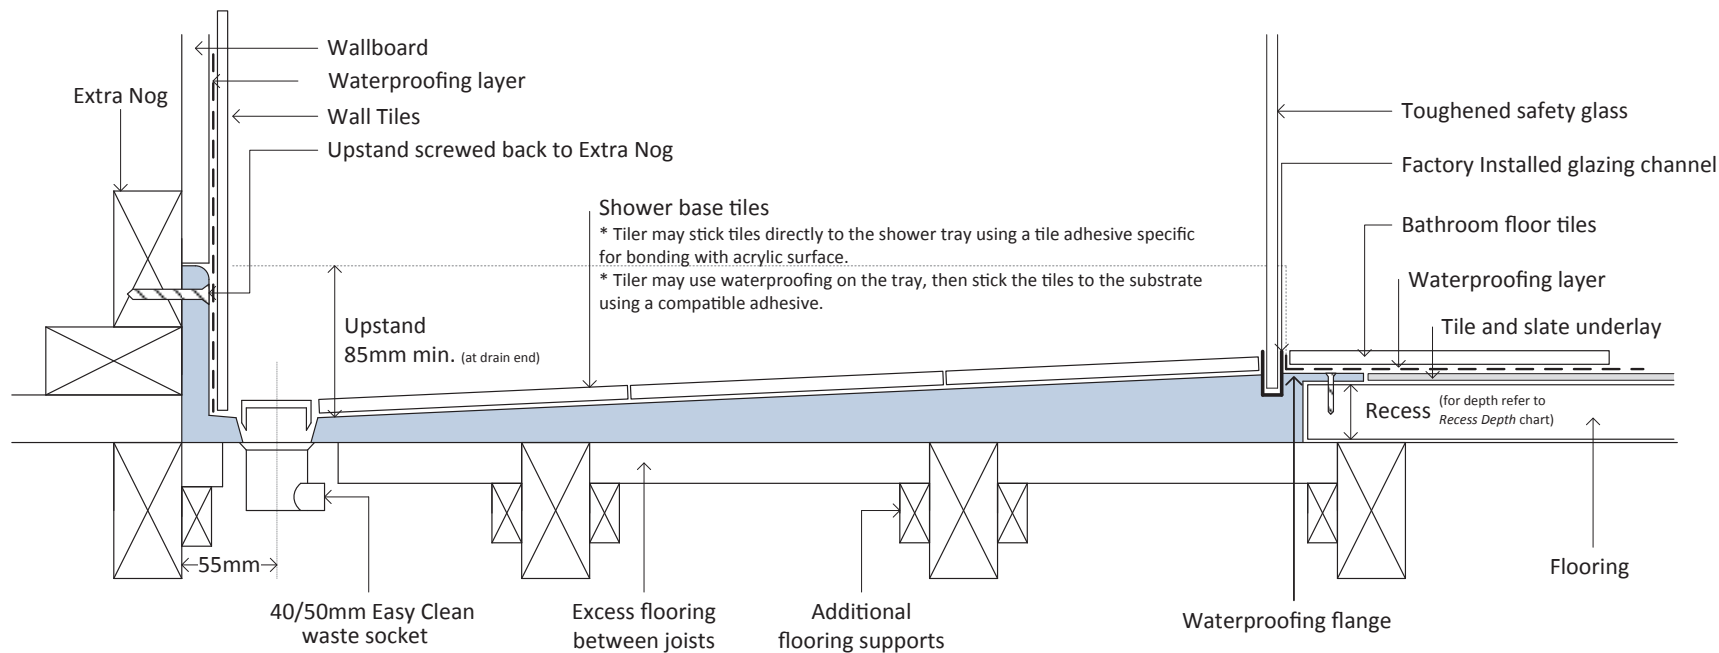 Wallboard
Waterproofing layer
Extra Nog
Wall Tiles
Upstand screwed back to Extra Nog
Toughened safety glass
Factory Installed glazing channel
Shower base tiles
* Tiler may stick tiles directly to the shower tray using a tile adhesive specific
for bonding with acrylic surface.
* Tiler may use waterproofing on the tray, then stick the tiles to the substrate
using a compatible adhesive.
Bathroom floor tiles
Waterproofing layer
Tile and slate underlay
Upstand
85mm min. (at drain end)
Recess (for depth refer to
Recess Depth chart)
55mm
Flooring
40/50mm Easy Clean
waste socket
Excess flooring
between joists
Additional
flooring supports
Waterproofing flange